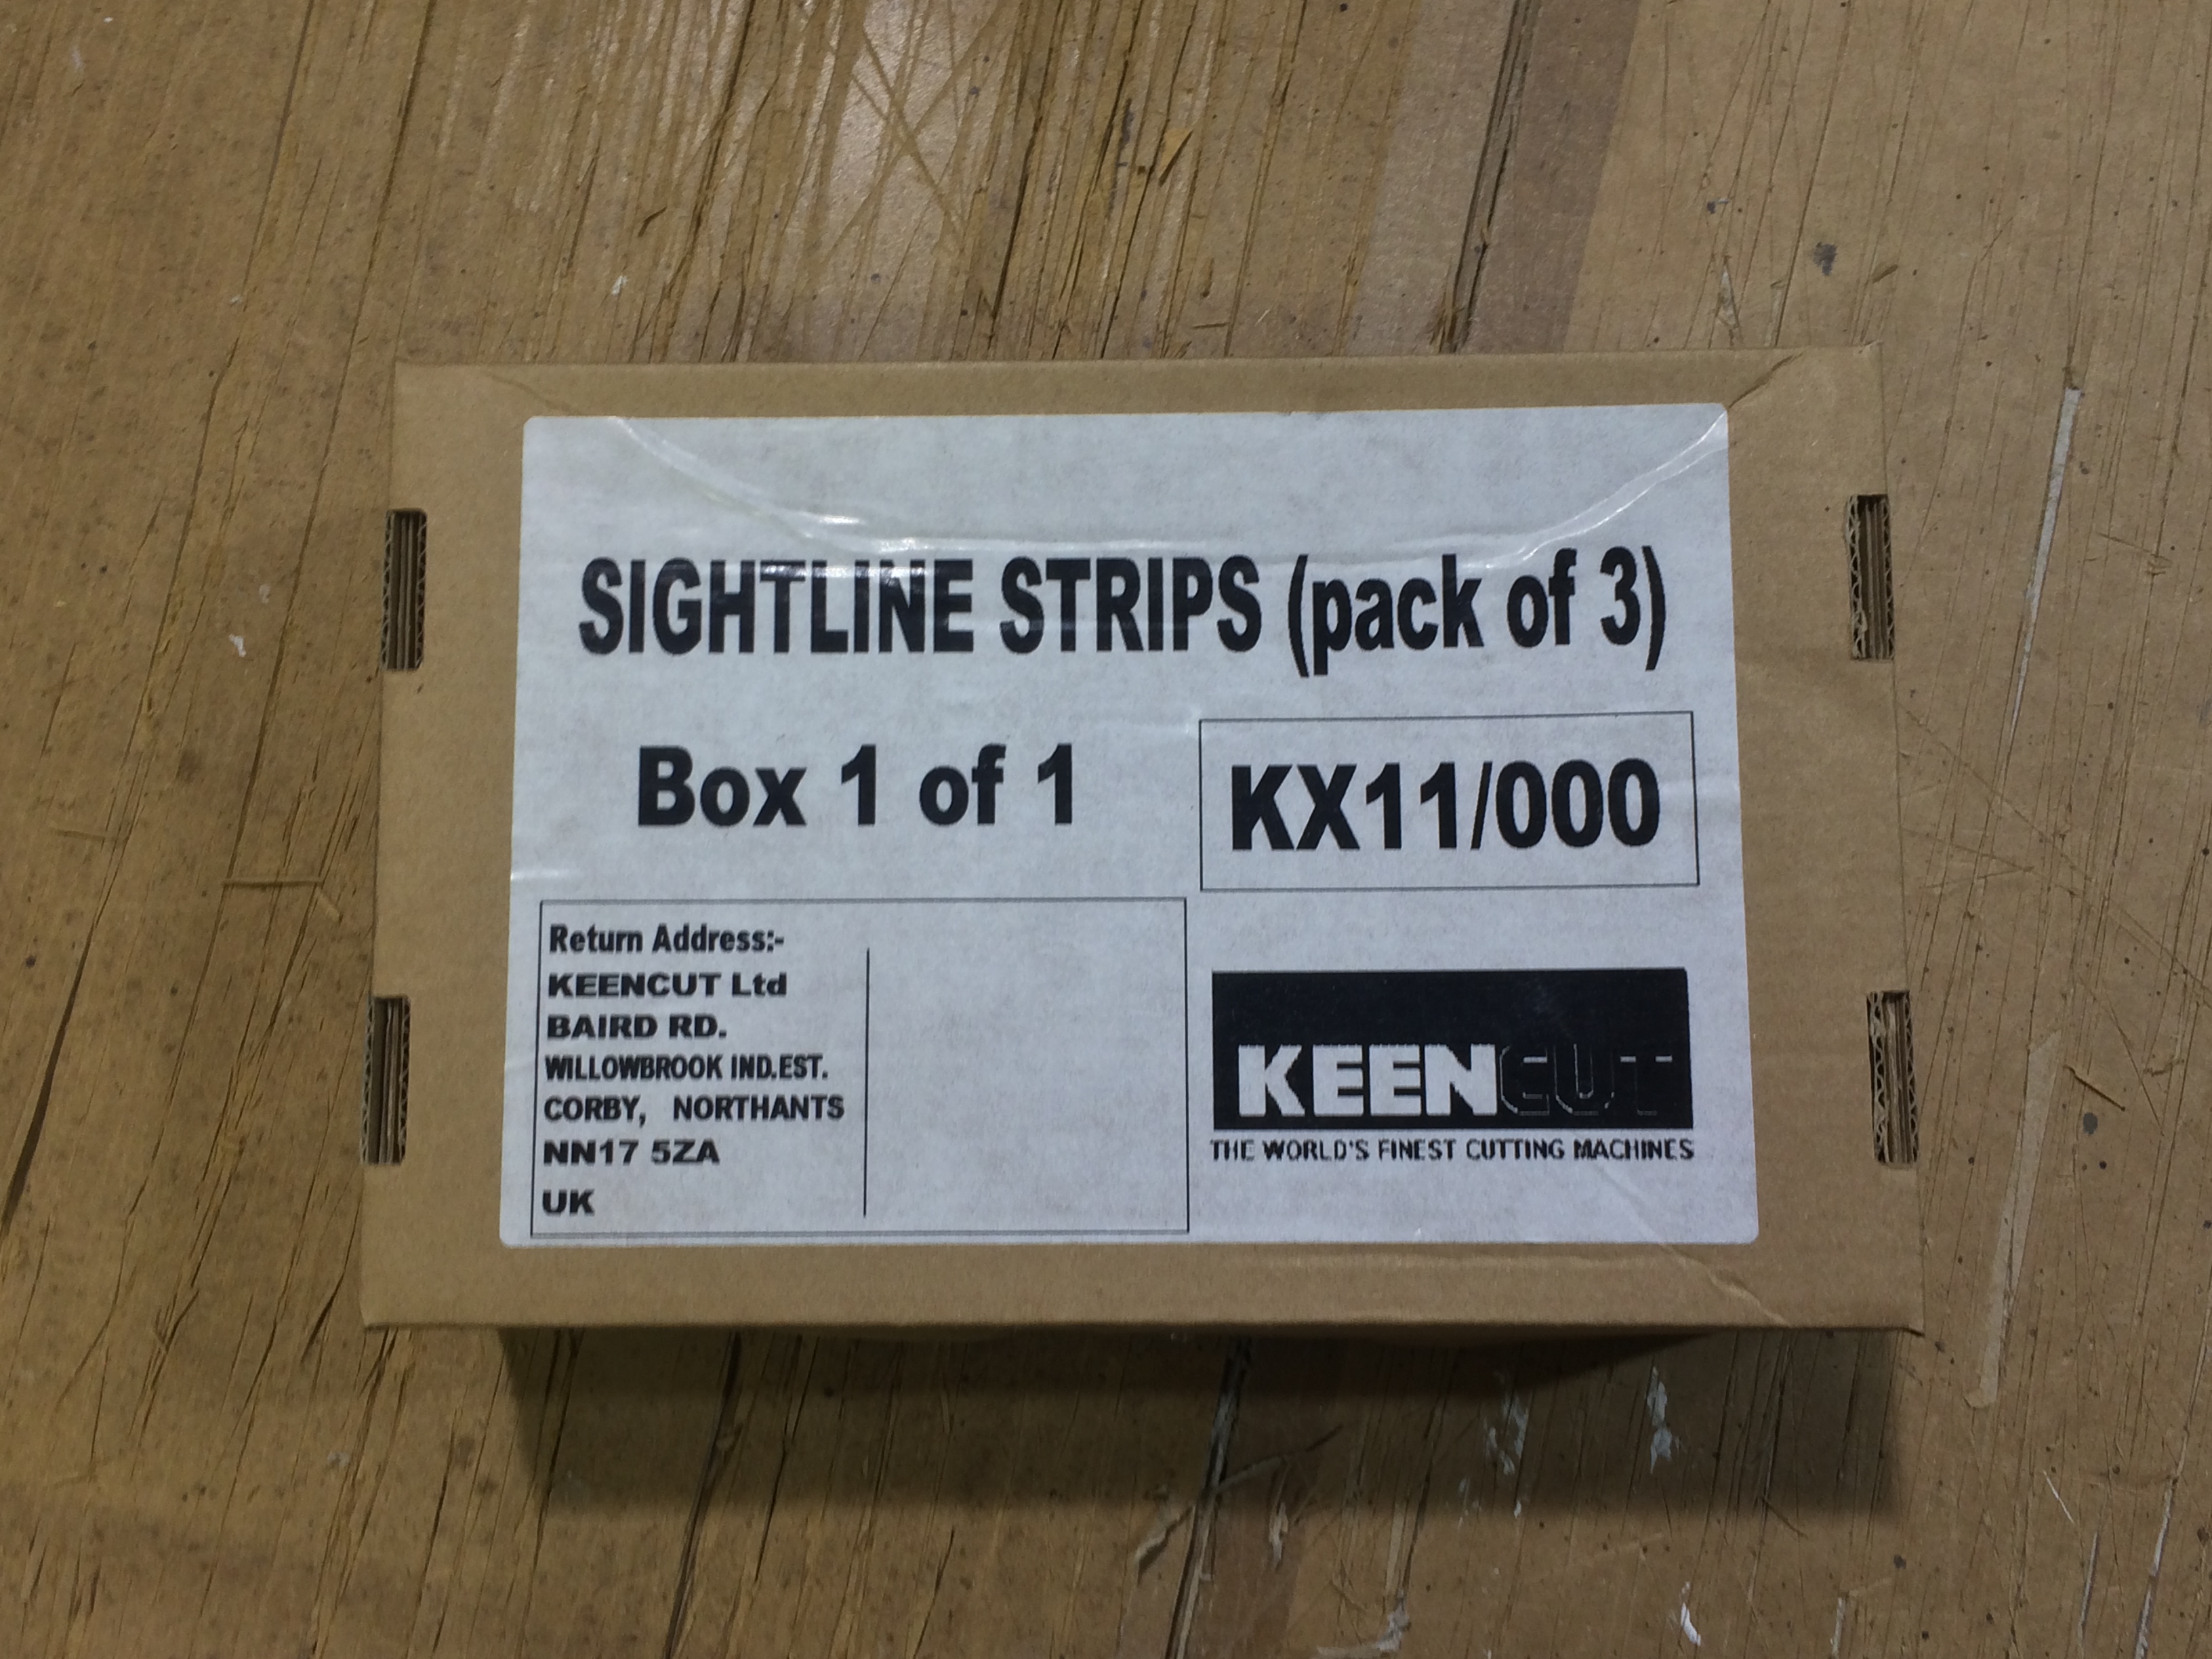 SIGHTLINE STRIPS (pack of 3)
Box 1 of 1
KX11/000
Return Address:-
KEENCUT Ltd
BAIRD RD.
WILLOWBROOK IND.EST.
CORBY, NORTHANTS
NN17 5ZA
UK
KEENCUT
THE WORLD'S FINEST CUTTING MACHINES